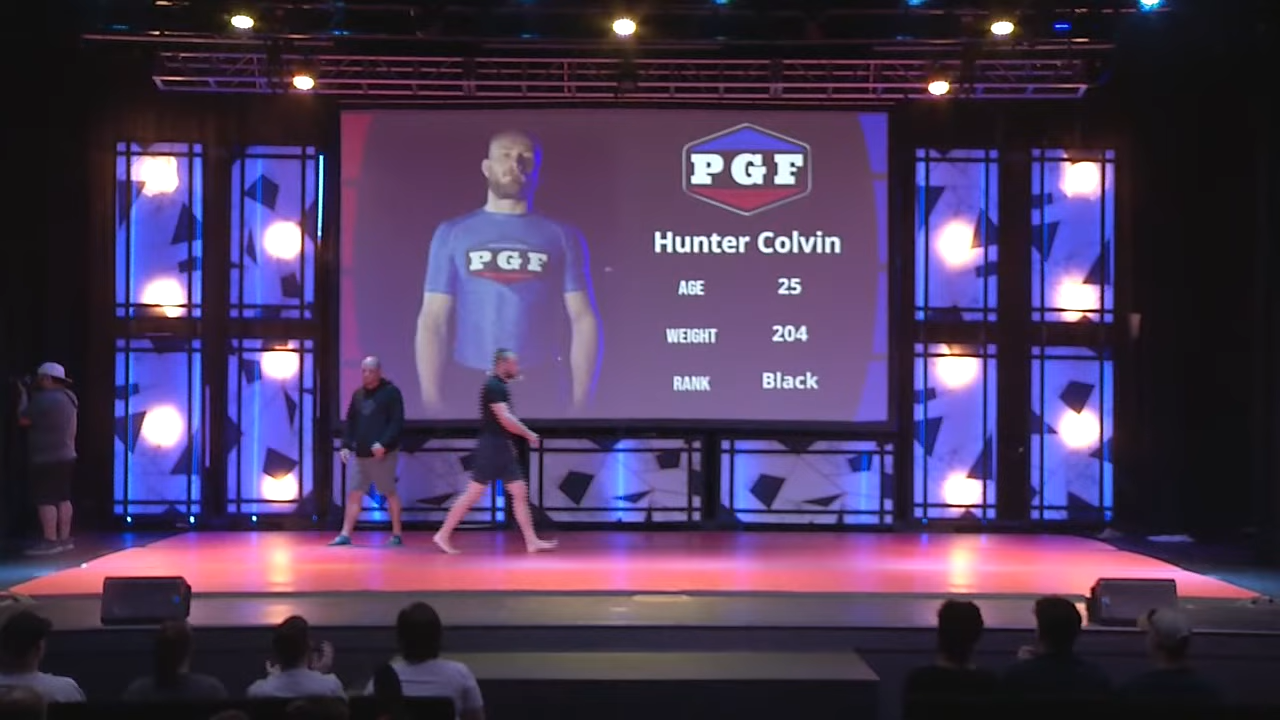 PGF
PGF
Hunter Colvin
AGE 25
WEIGHT 204
RANK Black